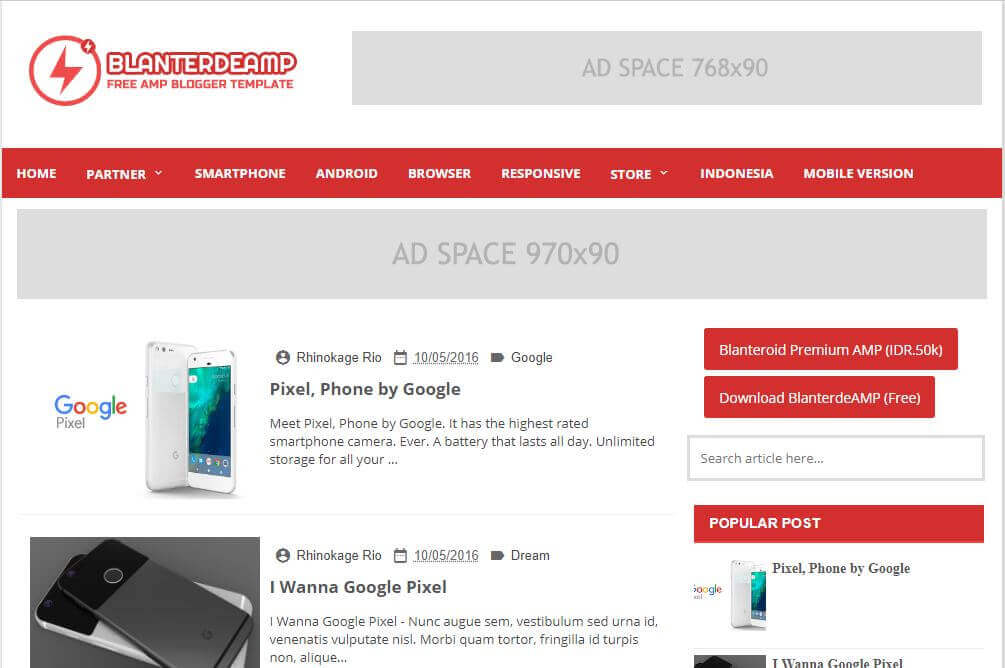 BLANTERDEAMP
FREE AMP BLOGGER TEMPLATE
AD SPACE 768x90
HOME PARTNER SMARTPHONE ANDROID BROWSER RESPONSIVE STORE INDONESIA MOBILE VERSION
AD SPACE 970x90
Google
Pixel
Rhinokage Rio 10/05/2016 Google
Pixel, Phone by Google
Meet Pixel, Phone by Google. It has the highest rated
smartphone camera. Ever. A battery that lasts all day. Unlimited
storage for all your ...
Rhinokage Rio 10/05/2016 Dream
I Wanna Google Pixel
I Wanna Google Pixel - Nunc augue sem, vestibulum sed urna id,
venenatis vulputate nisl. Morbi quam tortor, fringilla id turpis
non, alique...
Blanteroid Premium AMP (IDR.50k)
Download BlanterdeAMP (Free)
Search article here...
POPULAR POST
Pixel, Phone by Google
I Wanna Google Pixel